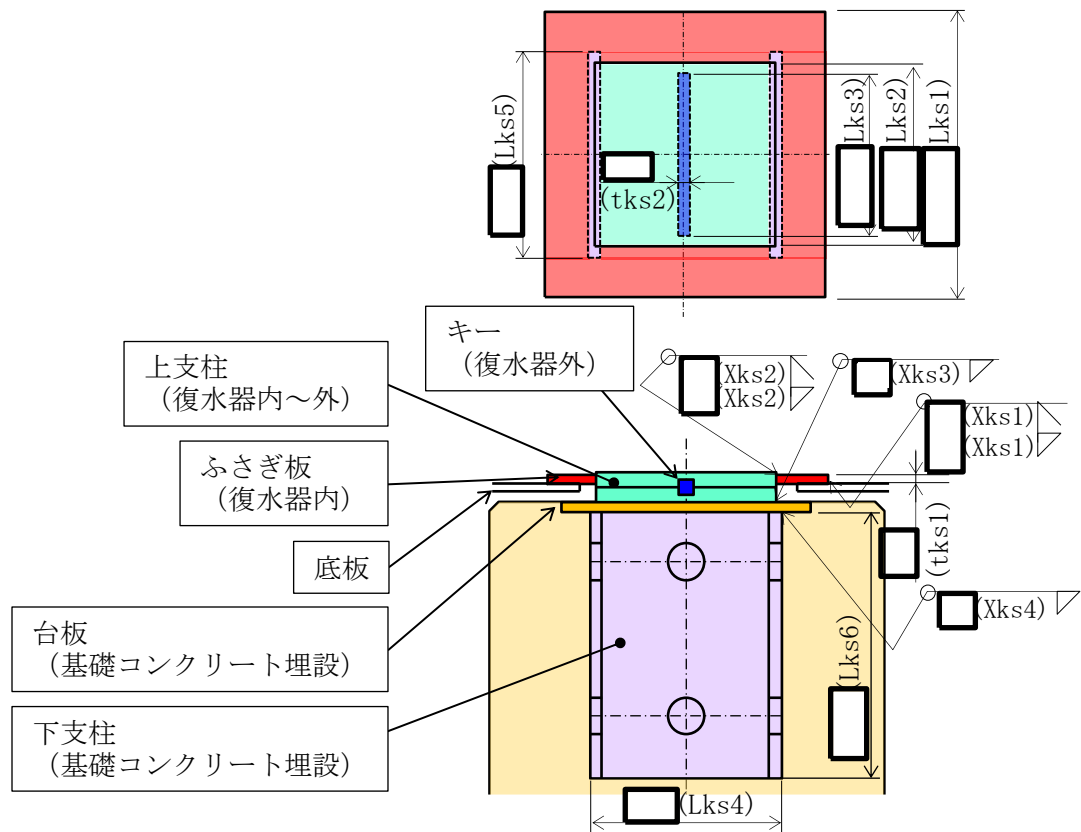 (Lks5)
(tks2)
(Lks3)
(Lks2)
(Lks1)
キー
（復水器外）
上支柱
（復水器内～外）
ふさぎ板
（復水器内）
底板
台板
（基礎コンクリート埋設）
下支柱
（基礎コンクリート埋設）
(Xks2)
(Xks2)
(Xks3)
(Xks1)
(Xks1)
(tks1)
(Xks4)
(Lks6)
(Lks4)